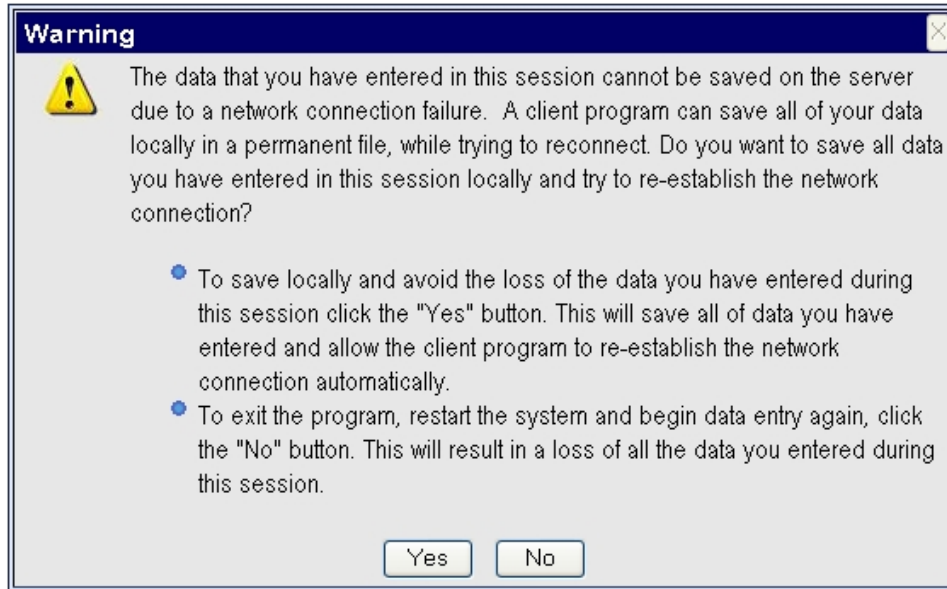 Warning
The data that you have entered in this session cannot be saved on the server
due to a network connection failure.  A client program can save all of your data
locally in a permanent file, while trying to reconnect. Do you want to save all data
you have entered in this session locally and try to re-establish the network
connection?
To save locally and avoid the loss of the data you have entered during
this session click the "Yes" button. This will save all of data you have
entered and allow the client program to re-establish the network
connection automatically.
To exit the program, restart the system and begin data entry again, click
the "No" button. This will result in a loss of all the data you entered during
this session.
Yes No